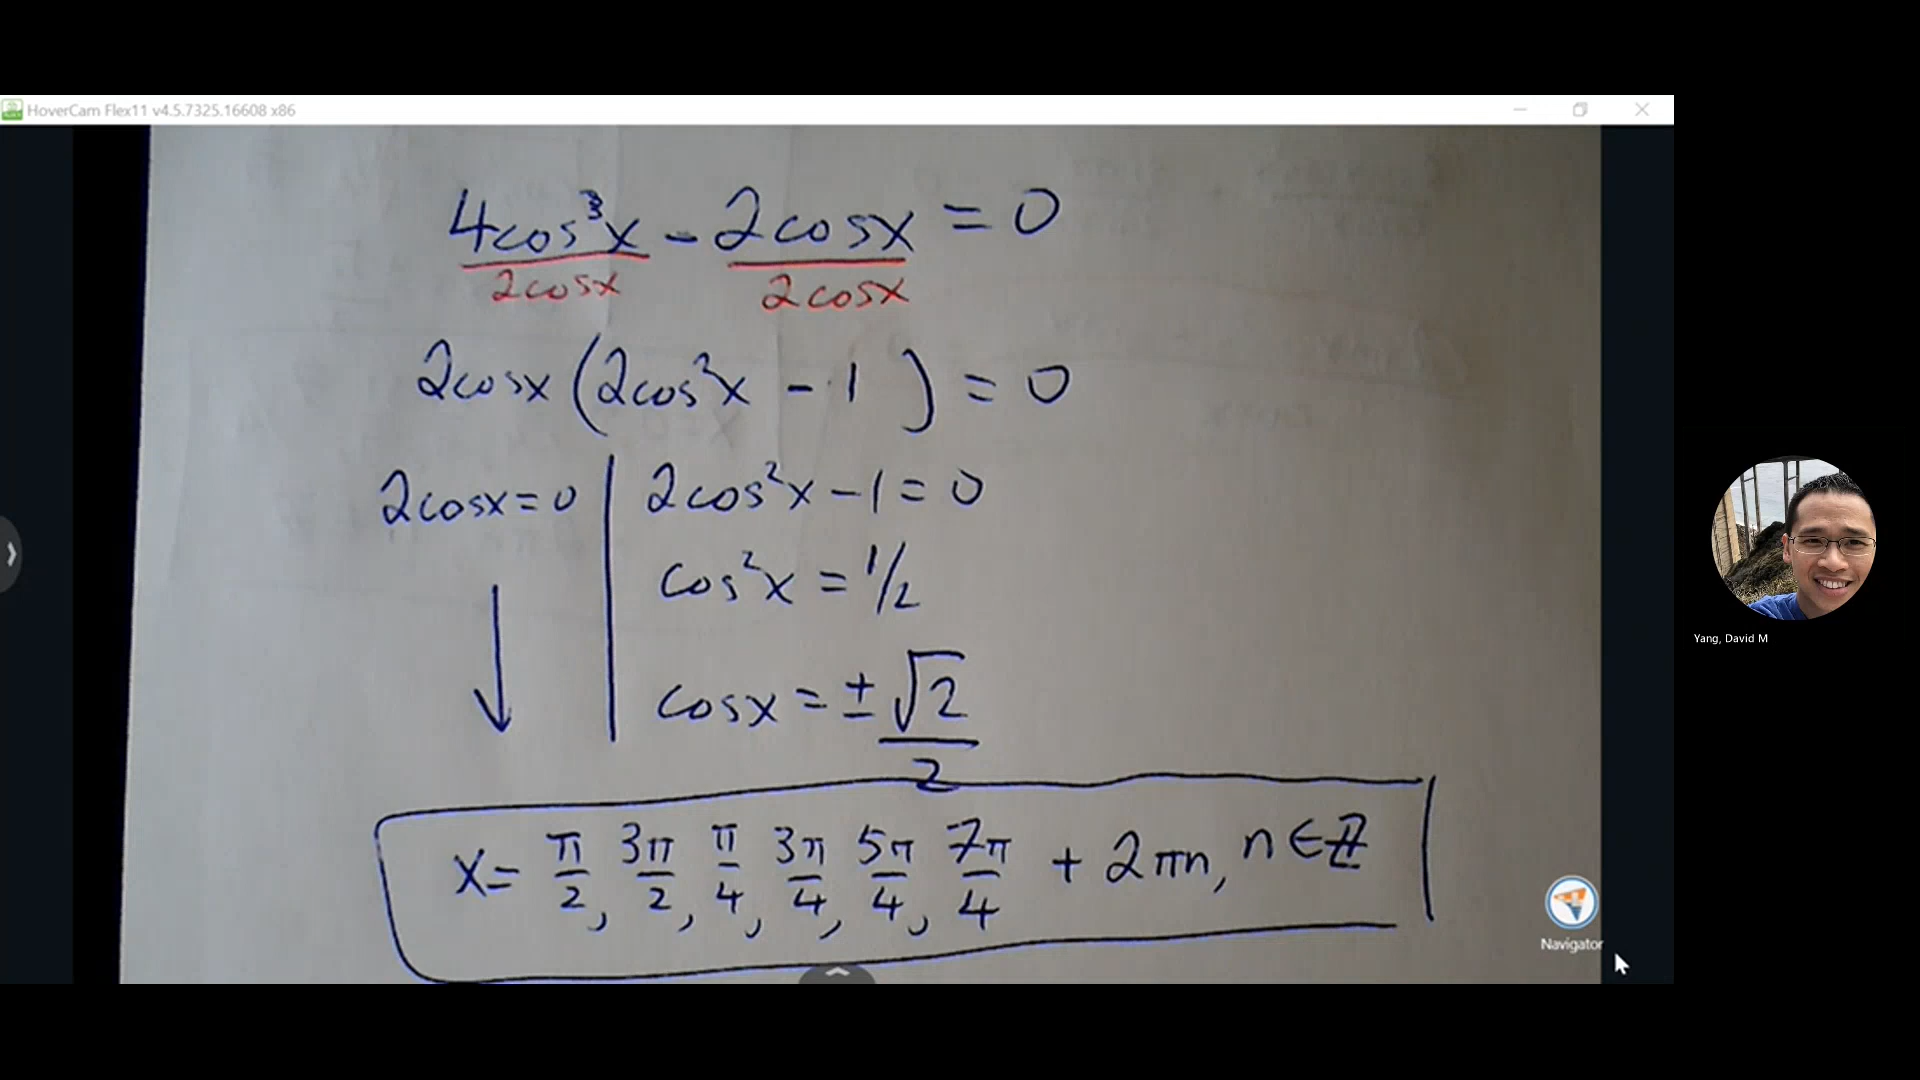 HoverCam Flex11 v4.5.7325.16608 x86
4cos³x - 2cosx = 0
2cosx 2cosx
2cosx (2cos²x - 1) = 0
2cosx = 0 | 2cos²x - 1 = 0
cos²x = 1/2
cosx = ± √2/2
x = π/2, 3π/2, π/4, 3π/4, 5π/4, 7π/4 + 2πn, n ∈ ℤ
Navigator
Yang, David M